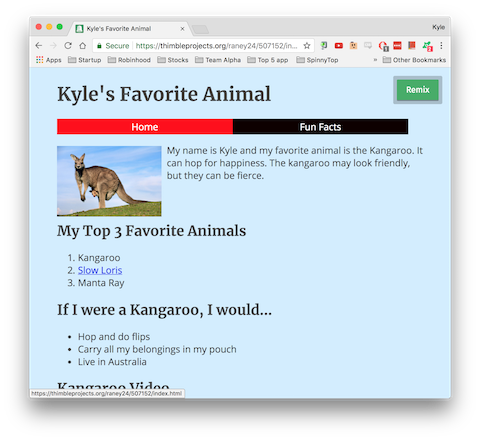 Kyle's Favorite Animal
Kyle
Secure https://thimbleprojects.org/raney24/507152/in...
Apps Startup Robinhood Stocks Team Alpha Top 5 app SpinnyTop » Other Bookmarks
Kyle's Favorite Animal
Remix
Home Fun Facts
My name is Kyle and my favorite animal is the Kangaroo. It
can hop for happiness. The kangaroo may look friendly,
but they can be fierce.
My Top 3 Favorite Animals
1. Kangaroo
2. Slow Loris
3. Manta Ray
If I were a Kangaroo, I would...
• Hop and do flips
• Carry all my belongings in my pouch
• Live in Australia
Kangaroo Video
https://thimbleprojects.org/raney24/507152/index.html